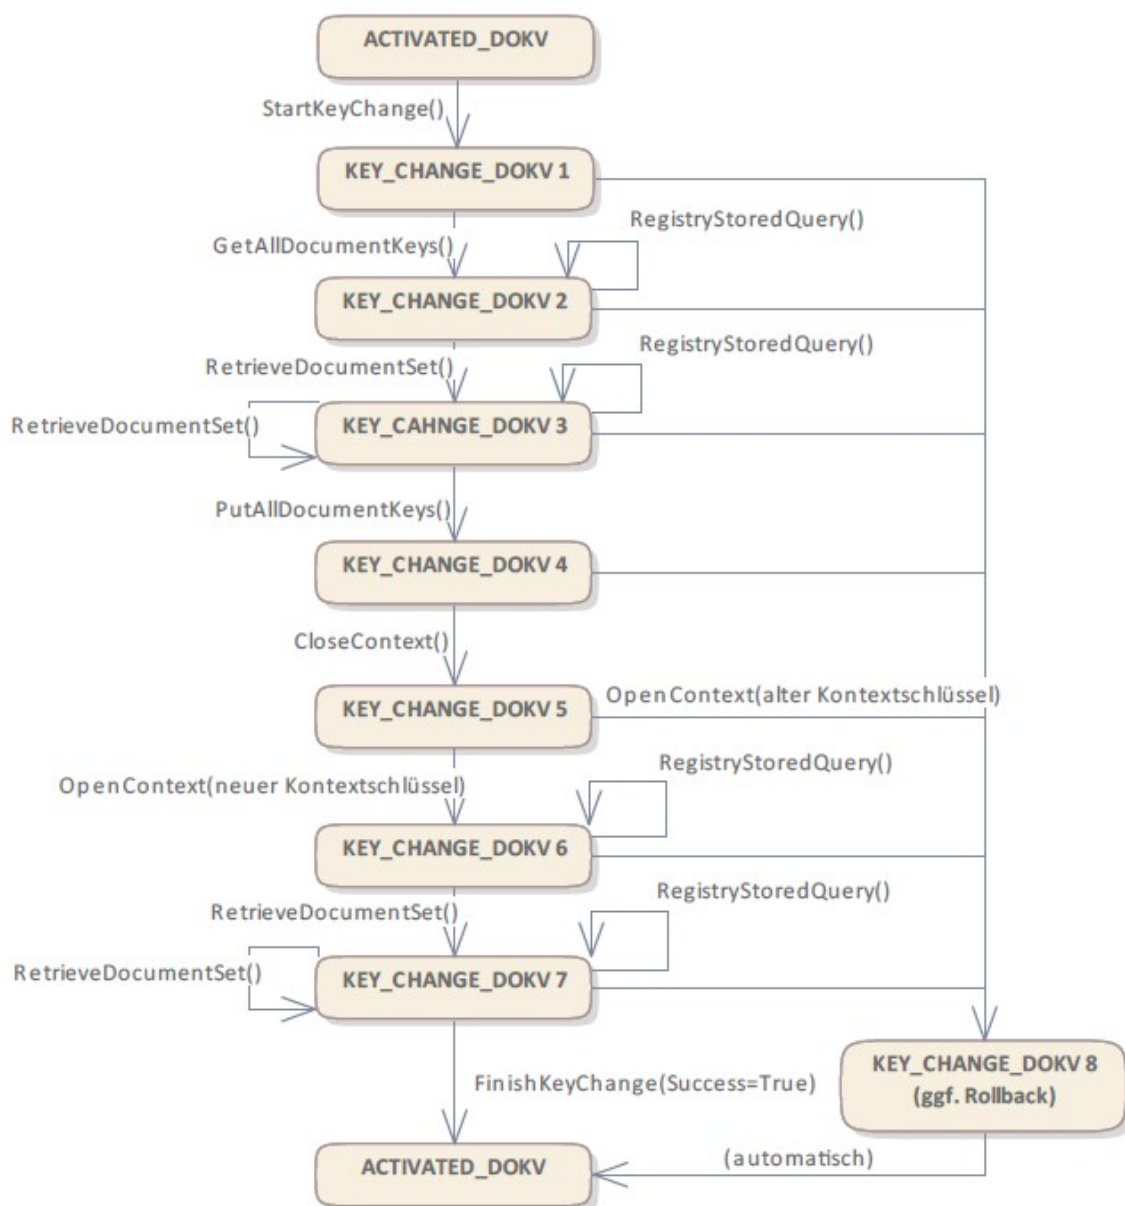 ACTIVATED_DOKV
StartKeyChange()
KEY_CHANGE_DOKV 1
RegistryStoredQuery()
GetAllDocumentKeys()
KEY_CHANGE_DOKV 2
RegistryStoredQuery()
RetrieveDocumentSet()
RetrieveDocumentSet()
KEY_CAHNGE_DOKV 3
PutAllDocumentKeys()
KEY_CHANGE_DOKV 4
CloseContext()
KEY_CHANGE_DOKV 5
OpenContext(alter Kontextschlüssel)
RegistryStoredQuery()
OpenContext(neuer Kontextschlüssel)
KEY_CHANGE_DOKV 6
RegistryStoredQuery()
RetrieveDocumentSet()
RetrieveDocumentSet()
KEY_CHANGE_DOKV 7
KEY_CHANGE_DOKV 8
(ggf. Rollback)
FinishKeyChange(Success=True)
(automatisch)
ACTIVATED_DOKV